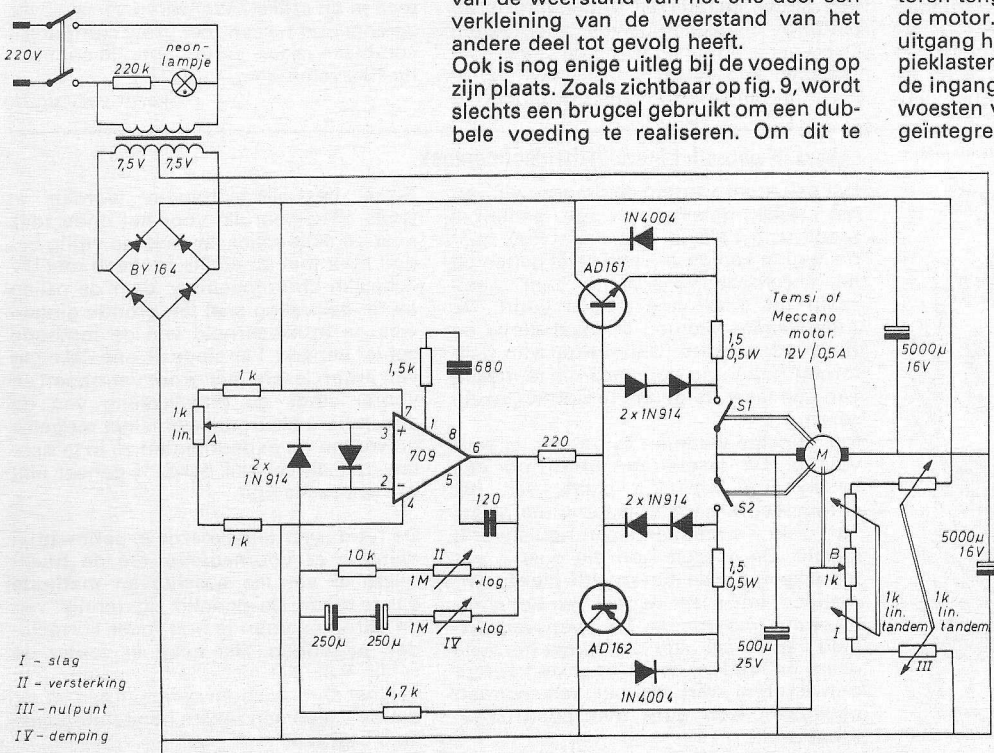 van de weerstand van het ene deel een
verkleining van de weerstand van het
andere deel tot gevolg heeft.
Ook is nog enige uitleg bij de voeding op
zijn plaats. Zoals zichtbaar op fig. 9, wordt
slechts een brugcel gebruikt om een dub-
bele voeding te realiseren. Om dit te
de motor.
uitgang h
pieklaster
de ingang
woesten v
geïntegre
220V
220k
neon-
lampje
7,5V
7,5V
BY 164
1k
1k
lin.
A
1k
2x
1N914
1,5k
680
7
3
+
1
8
709
6
2
-
4
5
120
220
10k
II
1M
+log.
250µ
250µ
1M
IV
+log.
4,7k
1N4004
AD161
1,5
0,5W
2x1N914
S1
2x1N914
S2
1,5
0,5W
AD162
1N4004
500µ
25V
Temsi of
Meccano
motor.
12V/0,5A
M
5000µ
16V
5000µ
16V
B
1k
I
1k
lin.
tandem
1k
lin.
tandem
III
I - slag
II - versterking
III - nulpunt
IV - demping